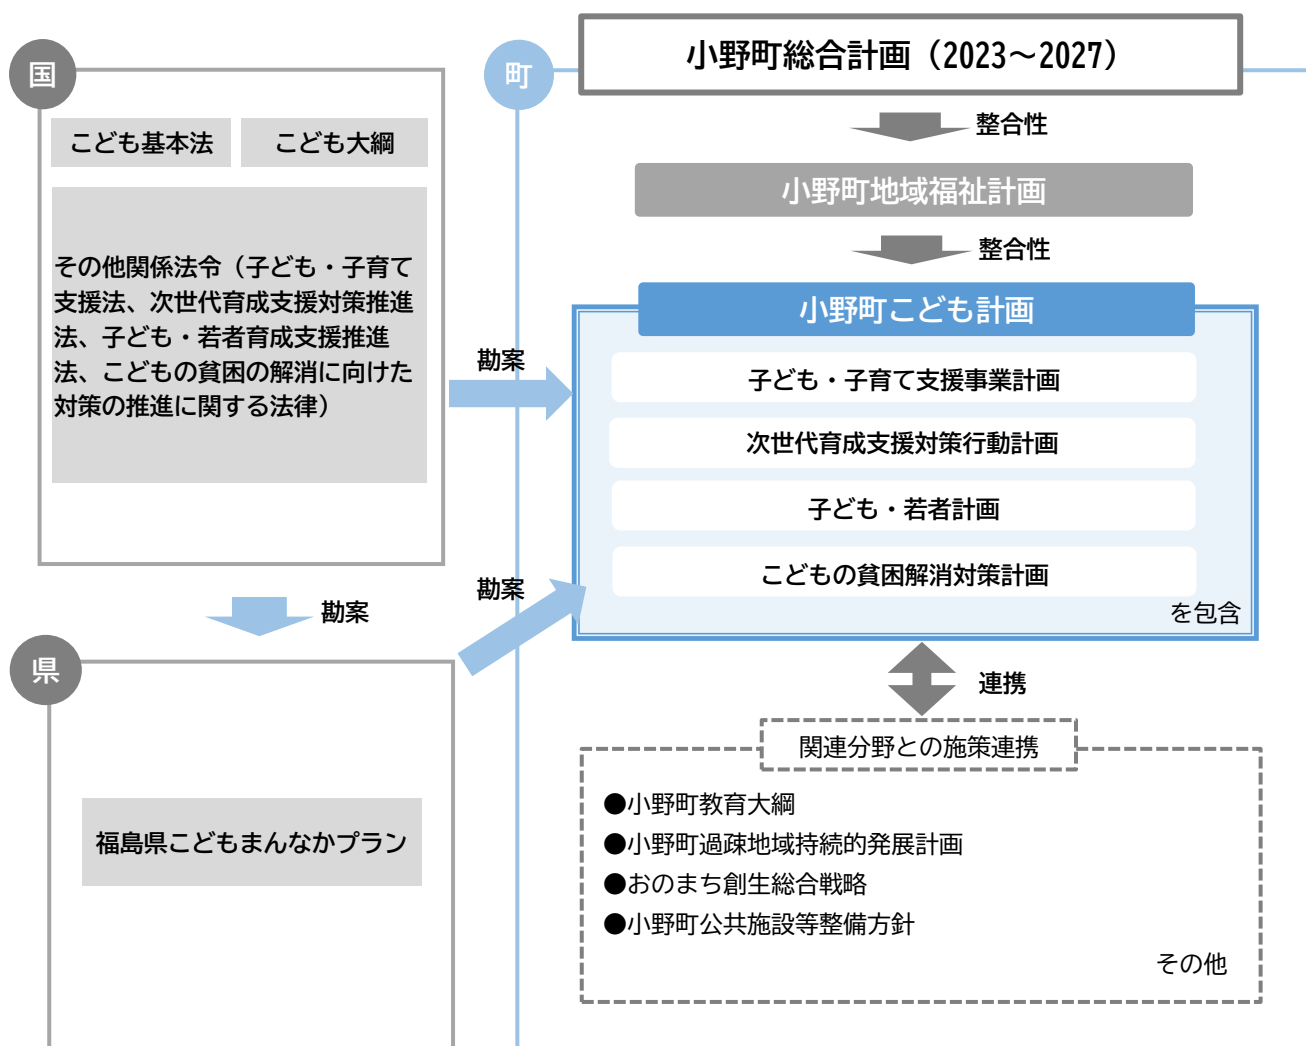 国
こども基本法
こども大綱
その他関係法令（子ども・子育て
支援法、次世代育成支援対策推進
法、子ども・若者育成支援推進
法、こどもの貧困の解消に向けた
対策の推進に関する法律）
勘案
県
福島県こどもまんなかプラン
勘案
勘案
町
小野町総合計画（2023～2027）
整合性
小野町地域福祉計画
整合性
小野町こども計画
子ども・子育て支援事業計画
次世代育成支援対策行動計画
子ども・若者計画
こどもの貧困解消対策計画
を包含
連携
関連分野との施策連携
●小野町教育大綱
●小野町過疎地域持続的発展計画
●おのまち創生総合戦略
●小野町公共施設等整備方針
その他